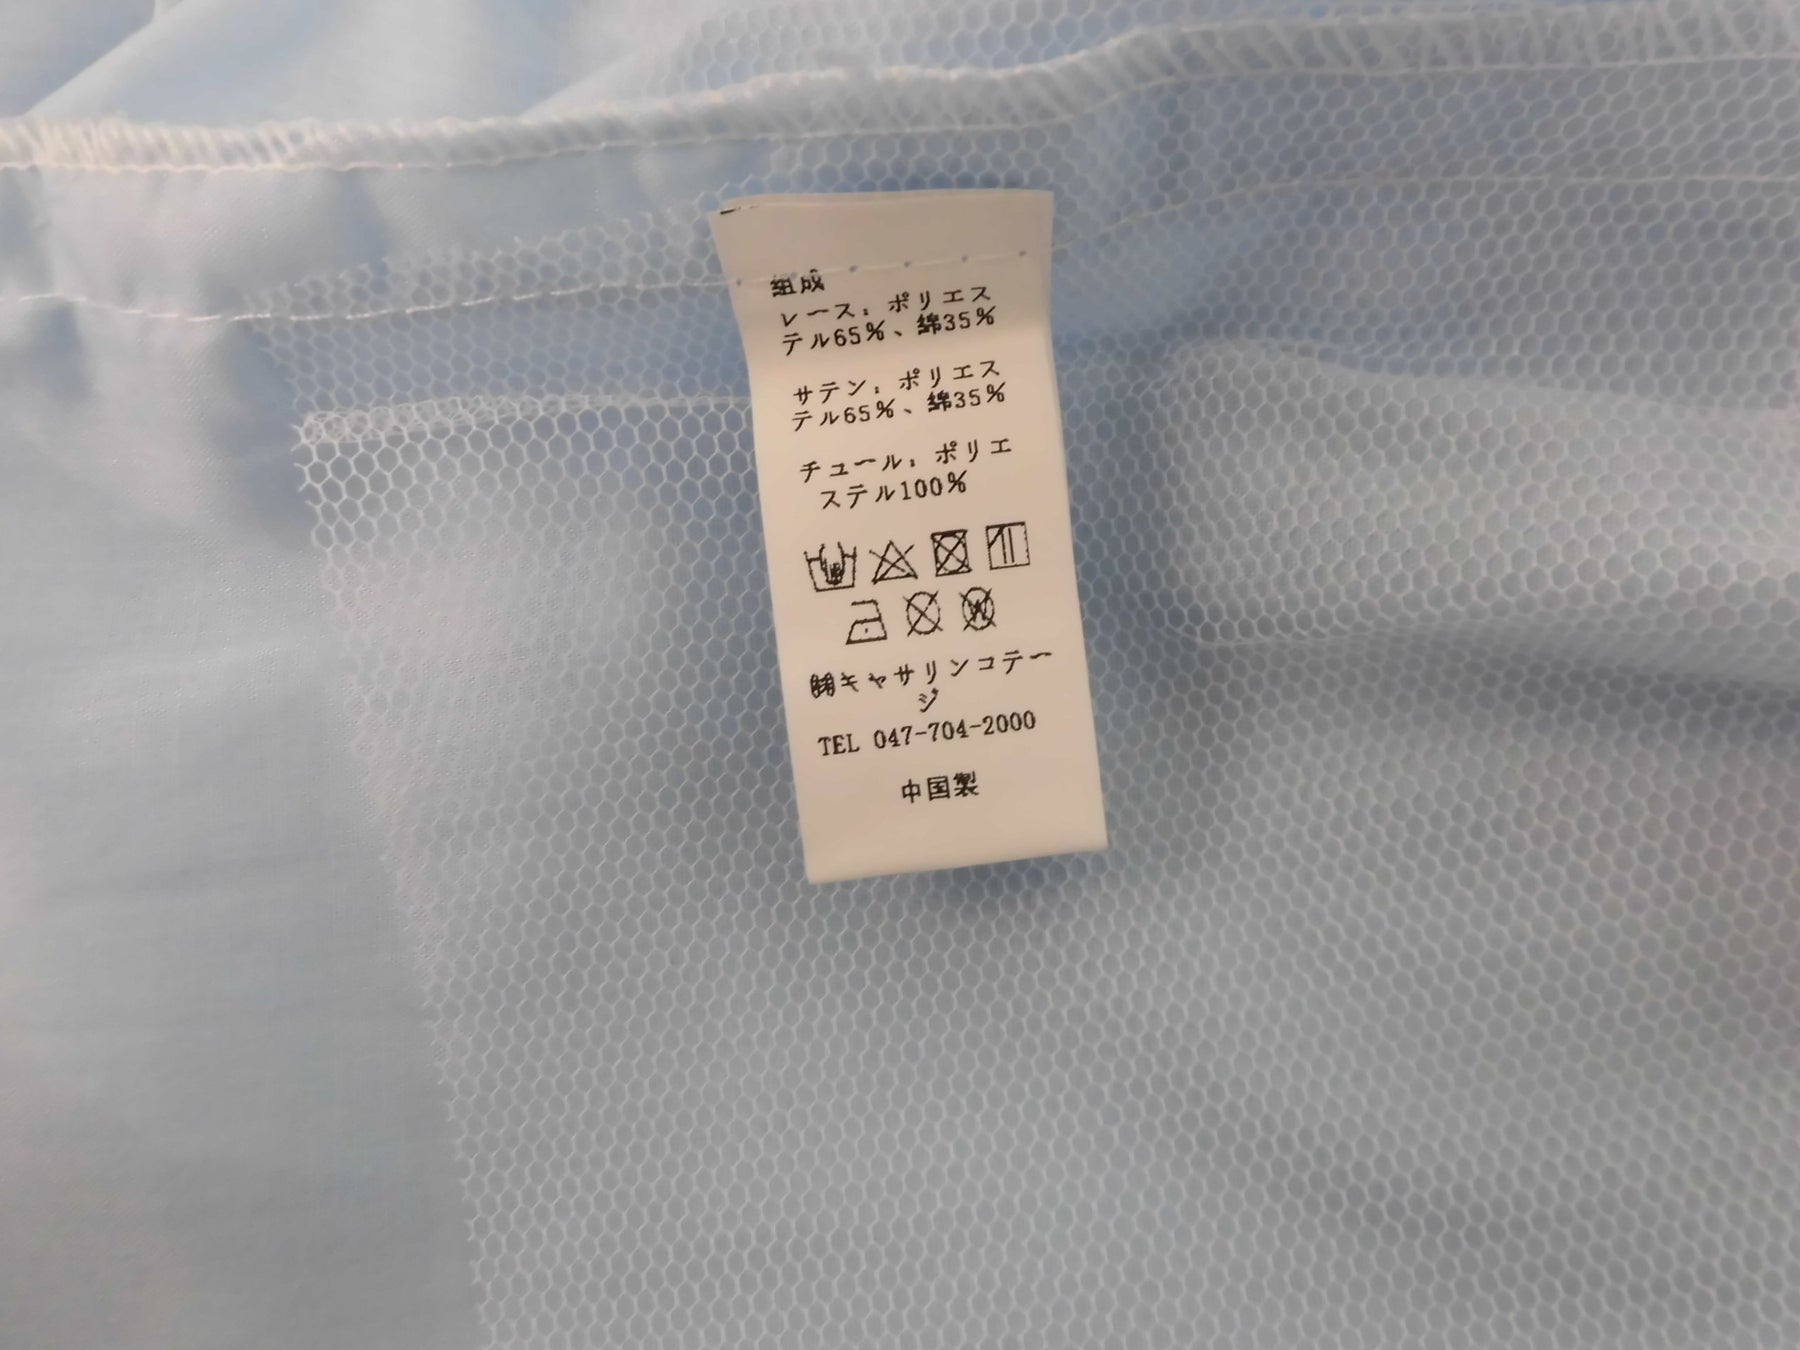 組成
レース：ポリエス
テル65％、綿35％
サテン：ポリエス
テル65％、綿35％
チュール：ポリエ
ステル100％
㈱キャサリンコテー
ジ
TEL 047-704-2000
中国製